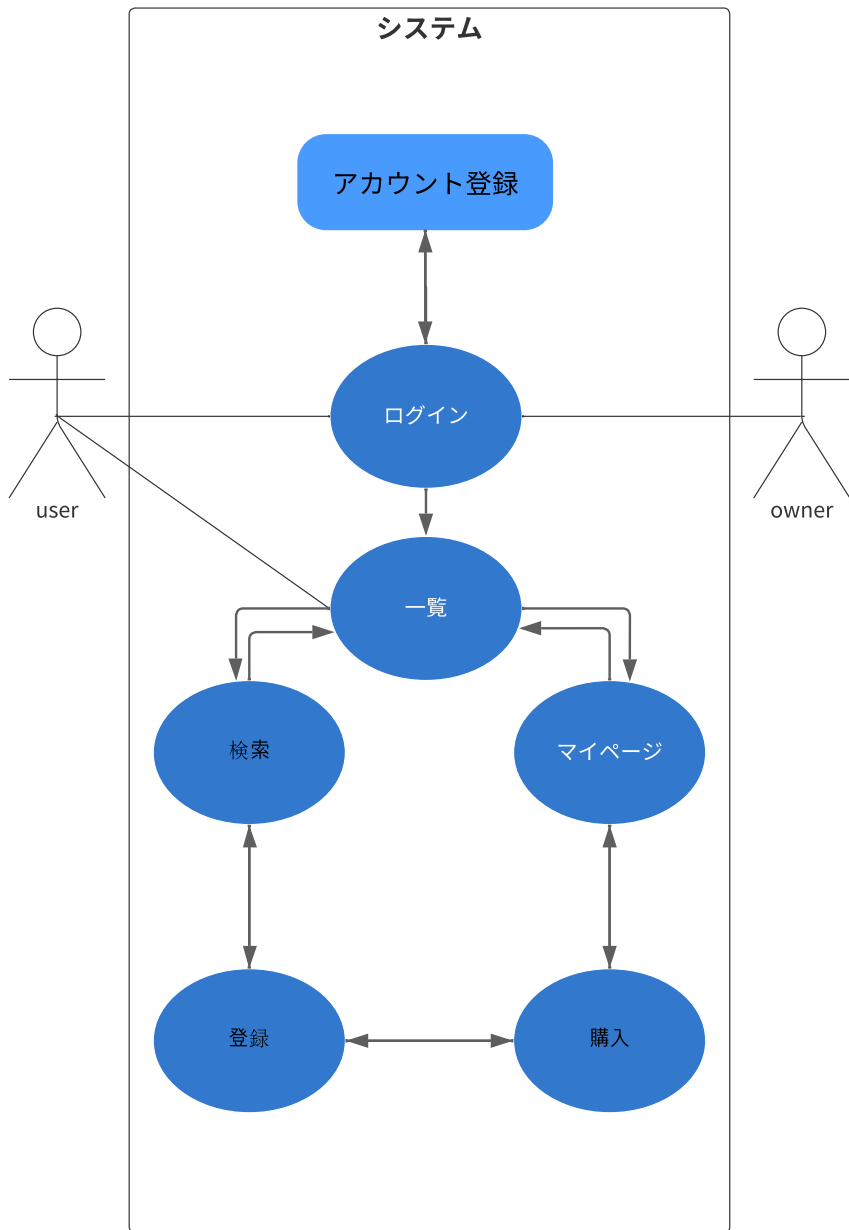 システム
アカウント登録
ログイン
user
owner
一覧
検索
マイページ
登録
購入